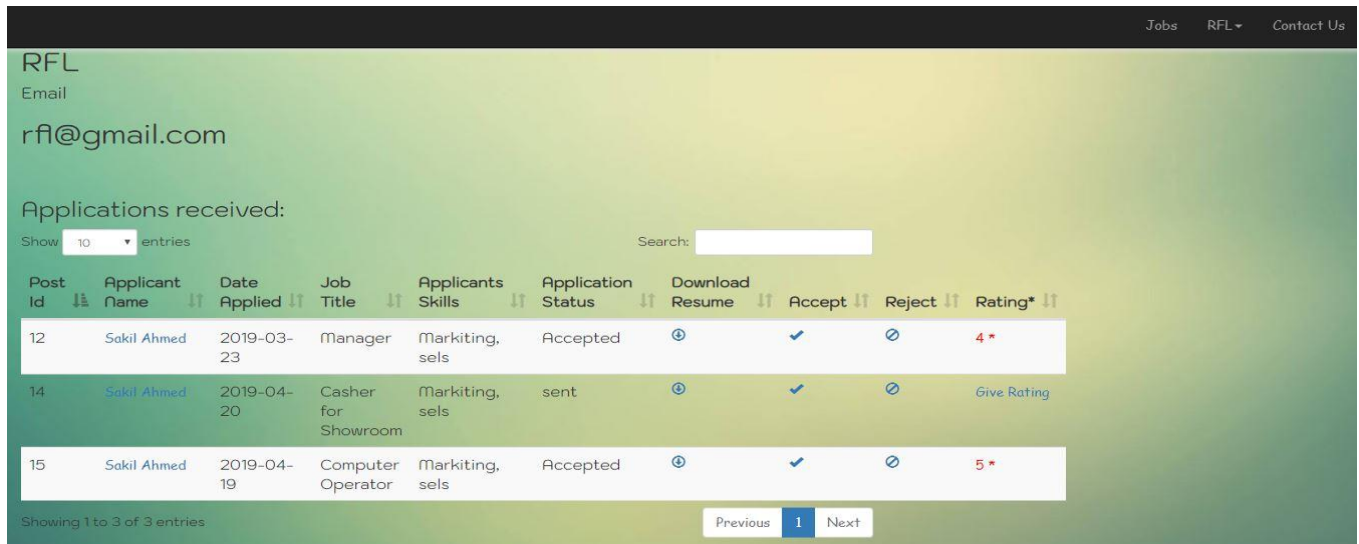 Jobs RFL Contact Us
RFL
Email
rfl@gmail.com
Applications received:
Show 10 entries Search:
Post Applicant Date Job Applicants Application Download
Id Name Applied Title Skills Status Resume Accept Reject Rating*
12 Sakil Ahmed 2019-03- Manager Markiting, Accepted 4 *
23 sels
14 Sakil Ahmed 2019-04- Casher Markiting, sent Give Rating
20 for sels
Showroom
15 Sakil Ahmed 2019-04- Computer Markiting, Accepted 5 *
19 Operator sels
Showing 1 to 3 of 3 entries Previous 1 Next